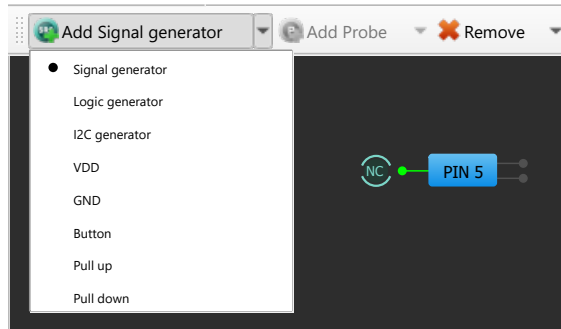 Add Signal generator
Add Probe
Remove
Signal generator
Logic generator
I2C generator
VDD
GND
Button
Pull up
Pull down
NC
PIN 5